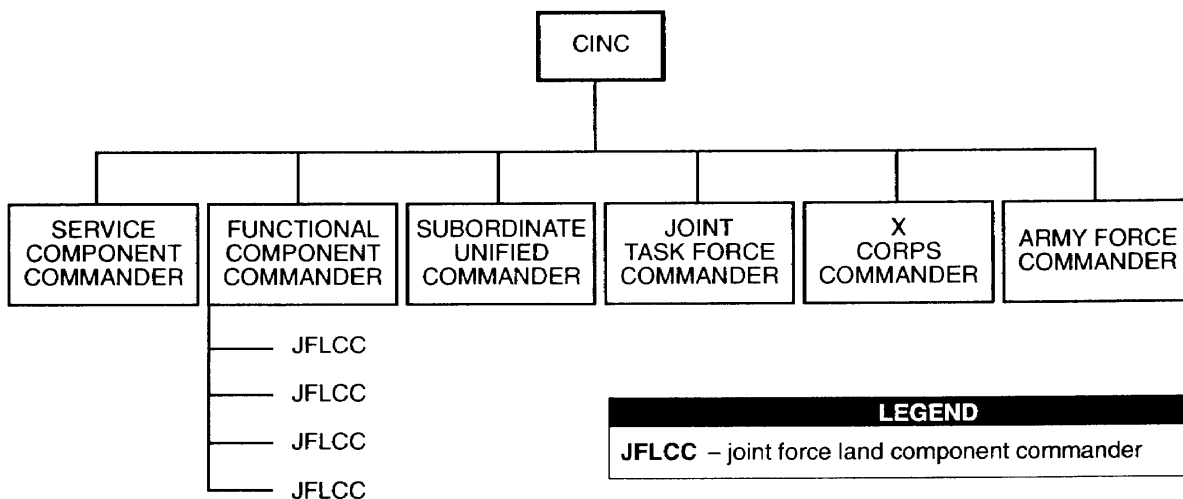 CINC
SERVICE
COMPONENT
COMMANDER
FUNCTIONAL
COMPONENT
COMMANDER
SUBORDINATE
UNIFIED
COMMANDER
JOINT
TASK FORCE
COMMANDER
X
CORPS
COMMANDER
ARMY FORCE
COMMANDER
JFLCC
JFLCC
JFLCC
JFLCC
LEGEND
JFLCC – joint force land component commander